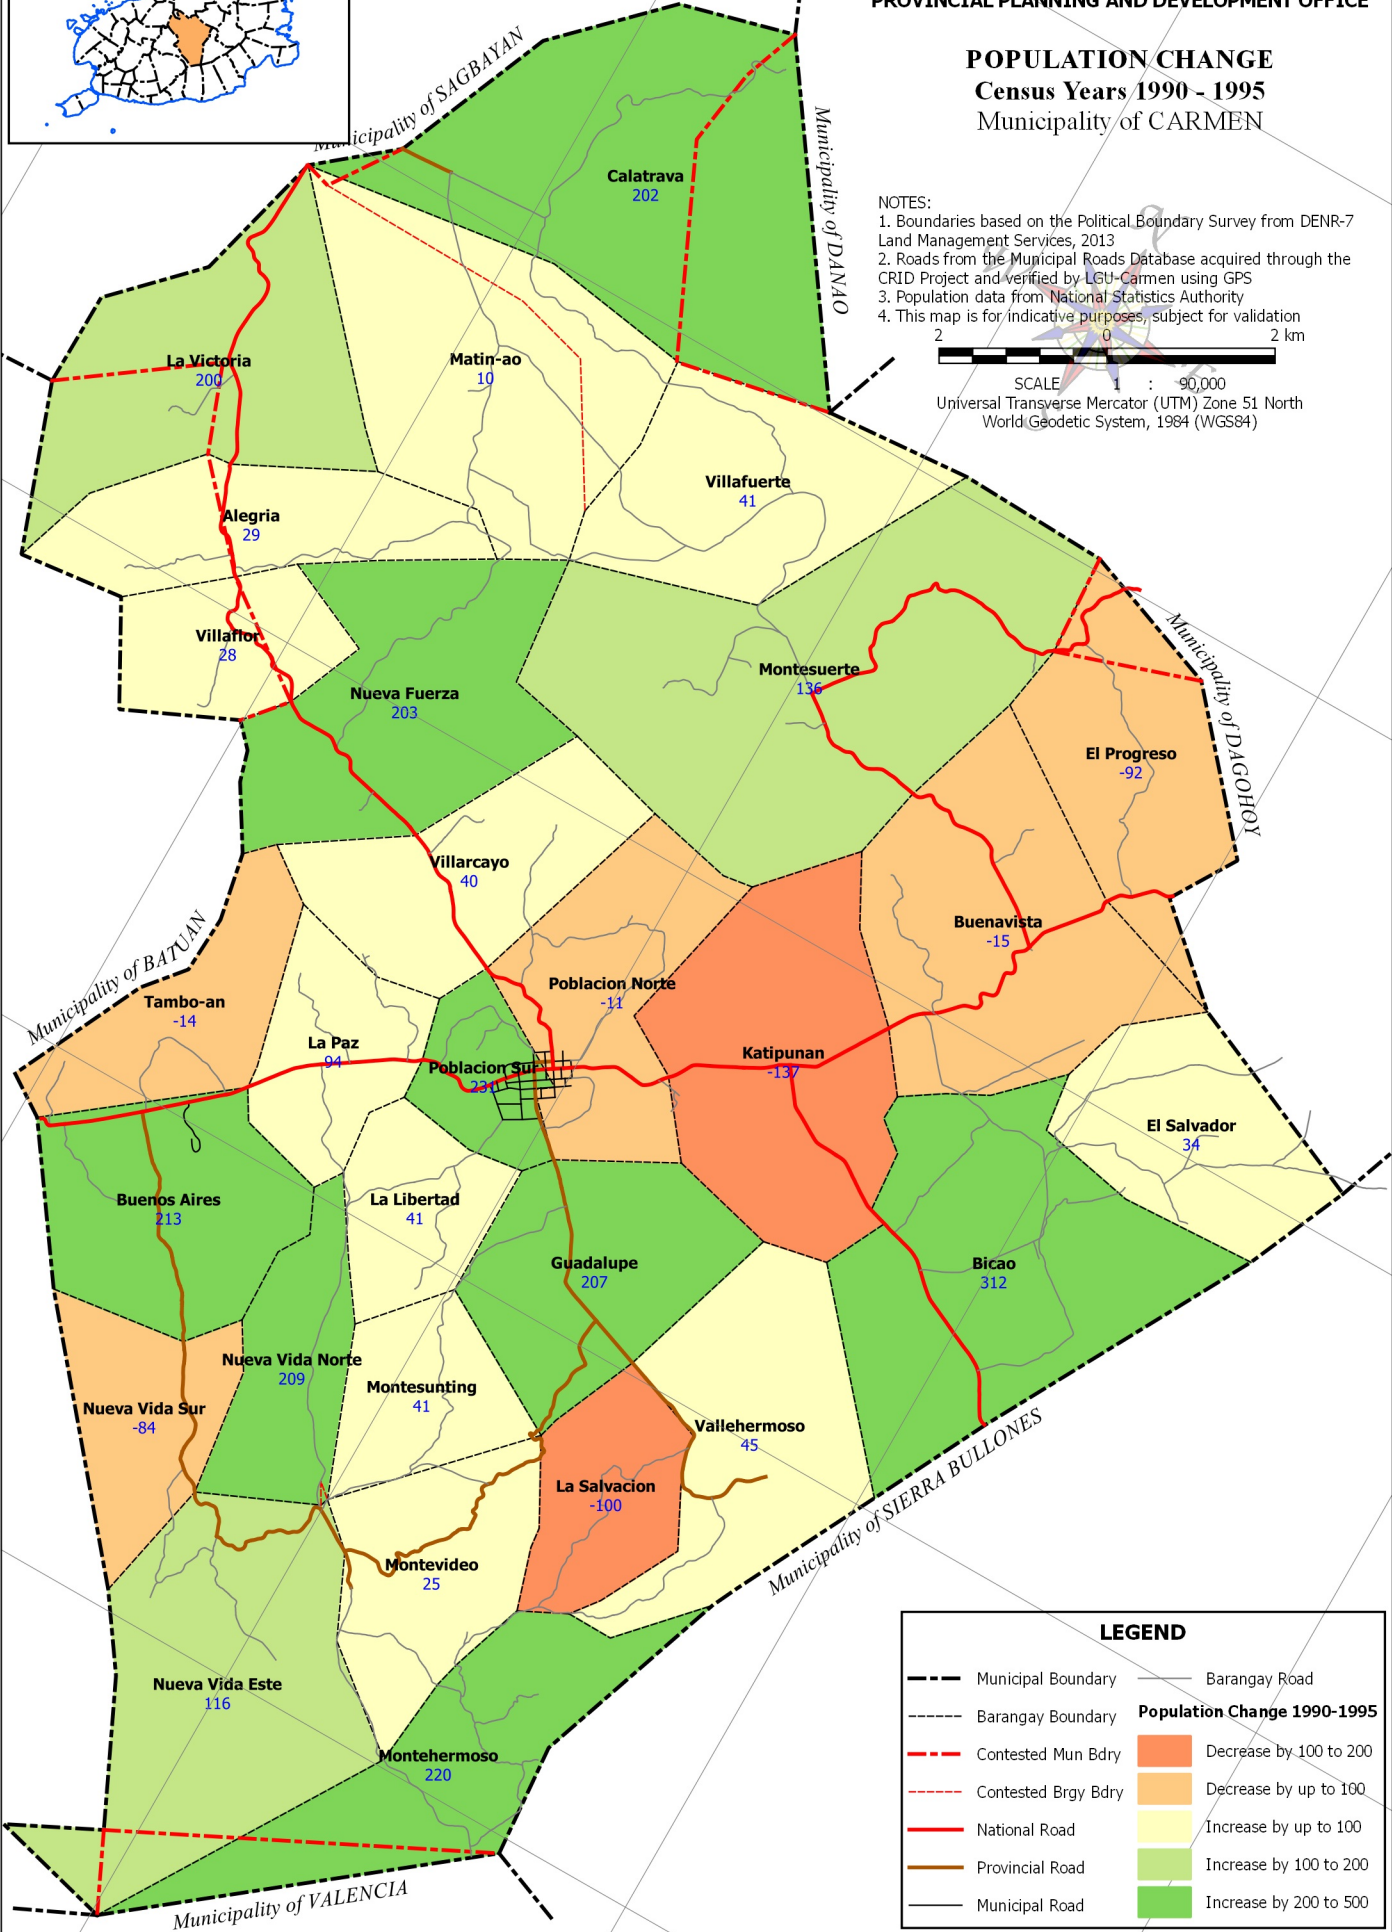 PROVINCIAL PLANNING AND DEVELOPMENT OFFICE
POPULATION CHANGE
Census Years 1990 - 1995
Municipality of CARMEN
NOTES:
1. Boundaries based on the Political Boundary Survey from DENR-7
Land Management Services, 2013
2. Roads from the Municipal Roads Database acquired through the
CRID Project and verified by LGU-Carmen using GPS
3. Population data from National Statistics Authority
4. This map is for indicative purposes, subject for validation
2 0 2 km
SCALE 1 : 90,000
Universal Transverse Mercator (UTM) Zone 51 North
World Geodetic System, 1984 (WGS84)
Municipality of SAGBAYAN
Municipality of DANAO
Calatrava
202
La Victoria
200
Matin-ao
10
Villafuerte
41
Alegria
29
Villaflor
28
Nueva Fuerza
203
Montesuerte
136
Municipality of DAGOHOY
El Progreso
-92
Villarcayo
40
Buenavista
-15
Municipality of BATUAN
Tambo-an
-14
Poblacion Norte
-11
La Paz
94
Poblacion Sur
231
Katipunan
-137
El Salvador
34
Buenos Aires
213
La Libertad
41
Guadalupe
207
Bicao
312
Nueva Vida Norte
209
Montesunting
41
Nueva Vida Sur
-84
Vallehermoso
45
La Salvacion
-100
Municipality of SIERRA BULLONES
Montevideo
25
Nueva Vida Este
116
Montehermoso
220
Municipality of VALENCIA
LEGEND
Municipal Boundary
Barangay Boundary
Contested Mun Bdry
Contested Brgy Bdry
National Road
Provincial Road
Municipal Road
Barangay Road
Population Change 1990-1995
Decrease by 100 to 200
Decrease by up to 100
Increase by up to 100
Increase by 100 to 200
Increase by 200 to 500